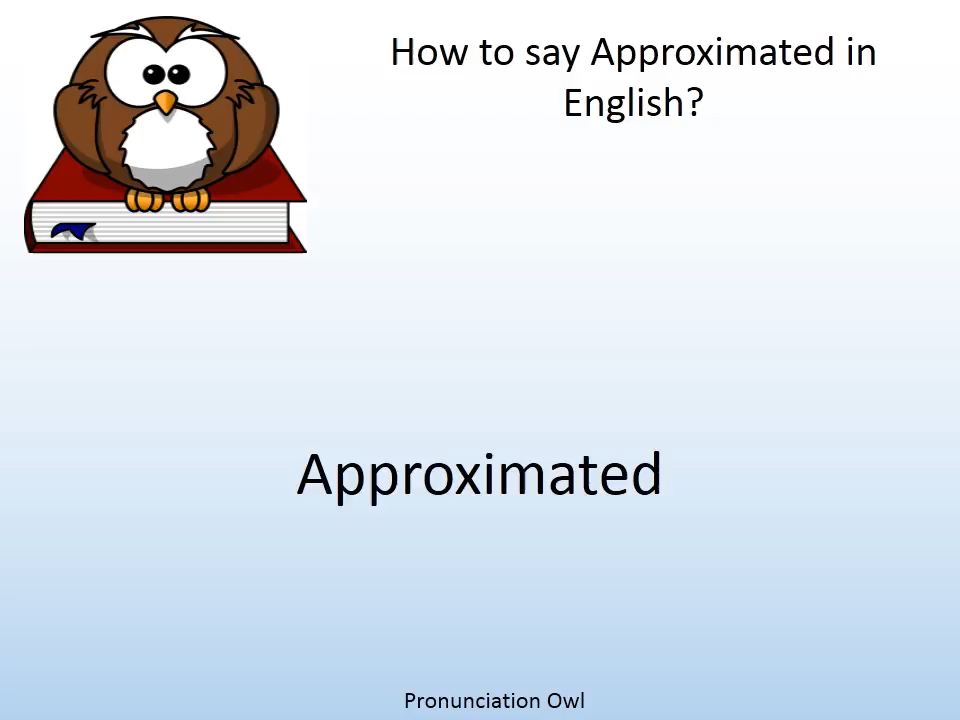 How to say Approximated in
English?
Approximated
Pronunciation Owl